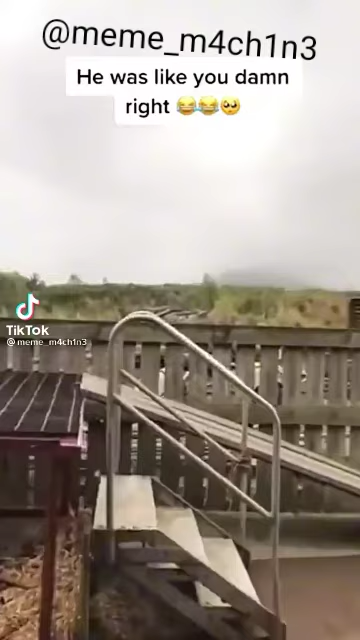 @meme_m4ch1n3
He was like you damn
right 😂😂🥺
TikTok
@meme_m4ch1n3